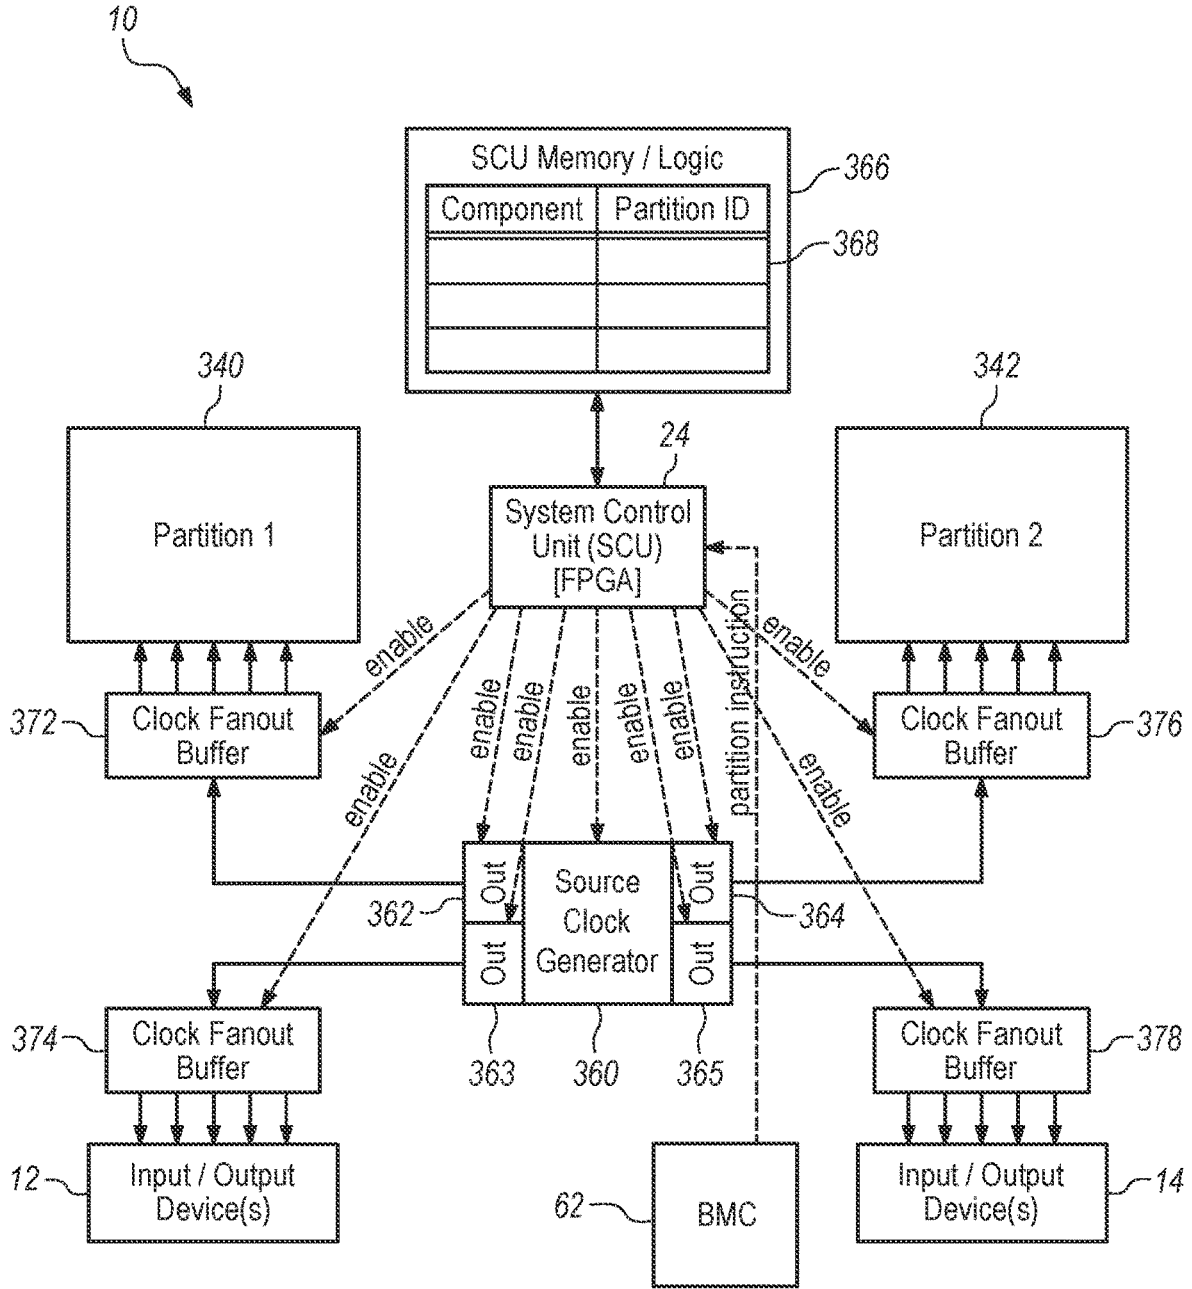 10
SCU Memory / Logic
366
Component Partition ID
368
340
342
24
Partition 1
System Control
Unit (SCU)
[FPGA]
Partition 2
enable
enable
enable
enable
enable
enable
enable
enable
enable
partition instruction
372
Clock Fanout
Buffer
Clock Fanout
Buffer
376
Out
Source
Clock
Generator
Out
362
364
Out
Out
374
Clock Fanout
Buffer
363
360
365
Clock Fanout
Buffer
378
12
Input / Output
Device(s)
62
BMC
Input / Output
Device(s)
14